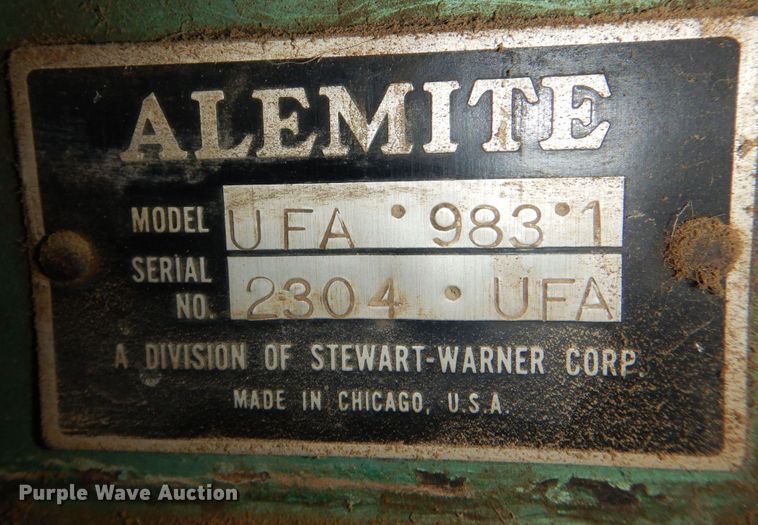 ALEMITE
MODEL UFA • 983 • 1
SERIAL NO. 2304 • UFA
A DIVISION OF STEWART-WARNER CORP.
MADE IN CHICAGO, U.S.A.
Purple Wave Auction